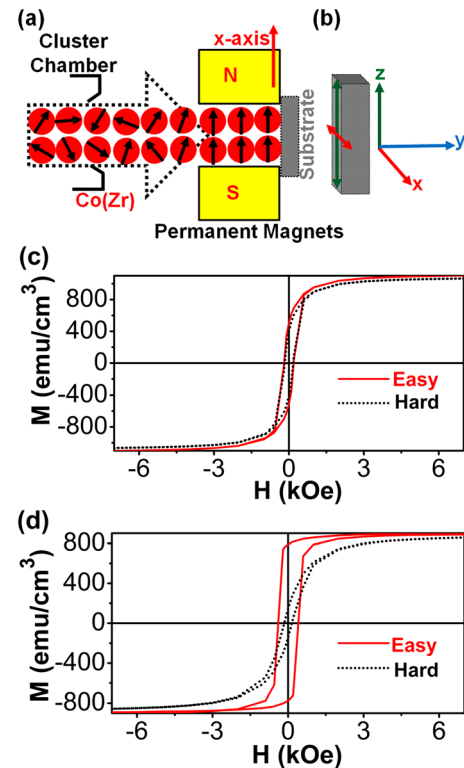 (a)
Cluster
Chamber
x-axis
N
S
Substrate
Co(Zr)
Permanent Magnets
(b)
z
y
x
(c)
M (emu/cm³)
800
400
0
-400
-800
-6 -3 0 3 6
H (kOe)
Easy
Hard
(d)
M (emu/cm³)
800
400
0
-400
-800
-6 -3 0 3 6
H (kOe)
Easy
Hard